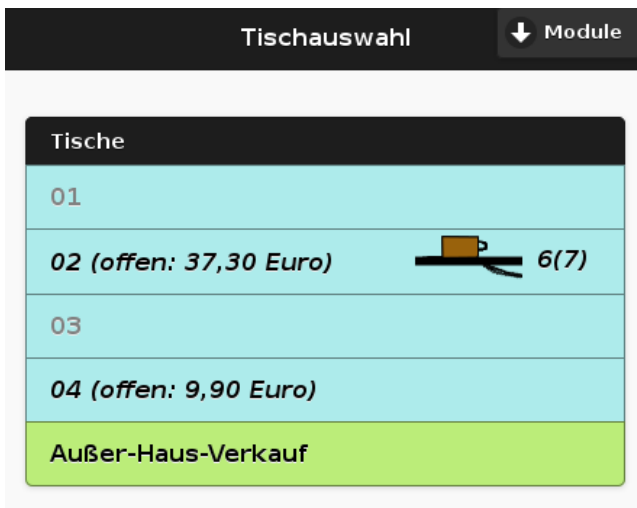 Tischauswahl
Module
Tische
01
02 (offen: 37,30 Euro) 6(7)
03
04 (offen: 9,90 Euro)
Außer-Haus-Verkauf